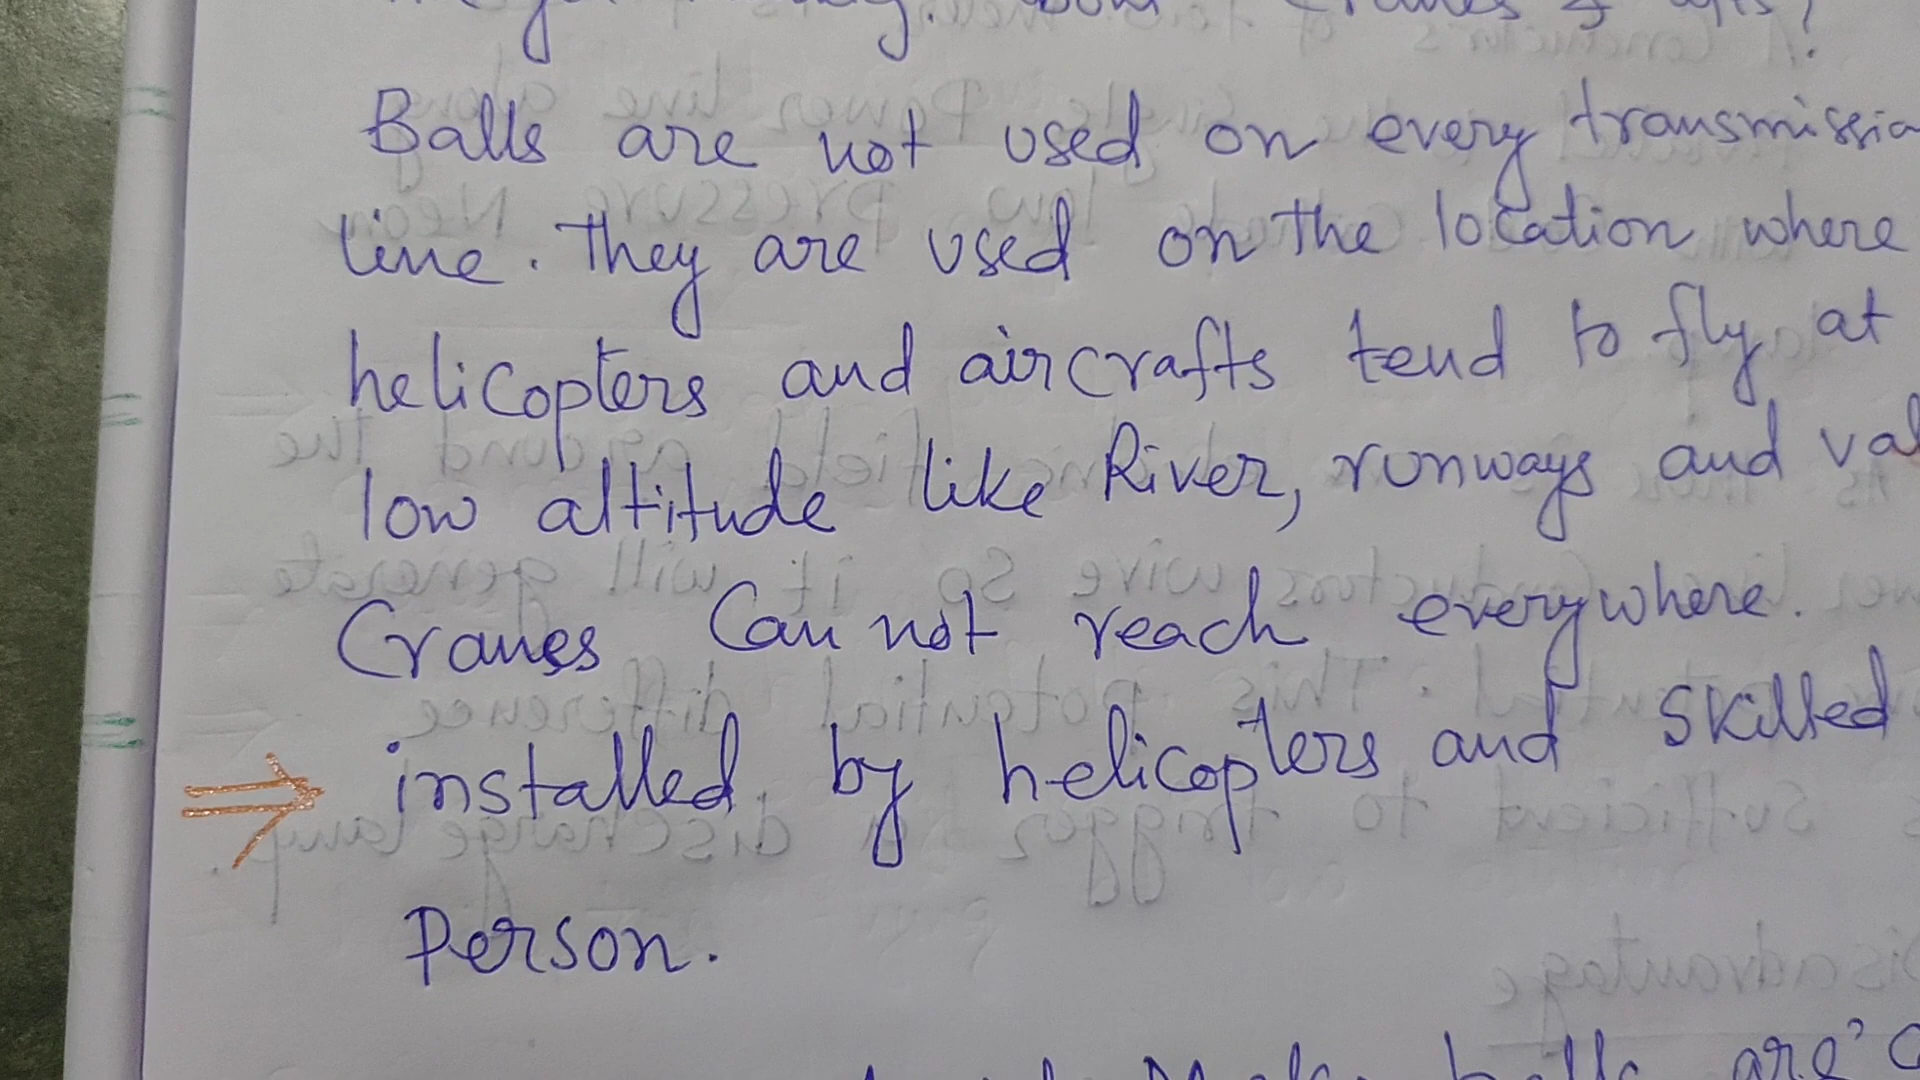 Balls are not used on every
line. They are used on the location where
helicopters and aircrafts tend to fly at
low altitude like River, runways and
Cranes Can not reach everywhere.
installed by helicopters and skilled
Person.
balls are